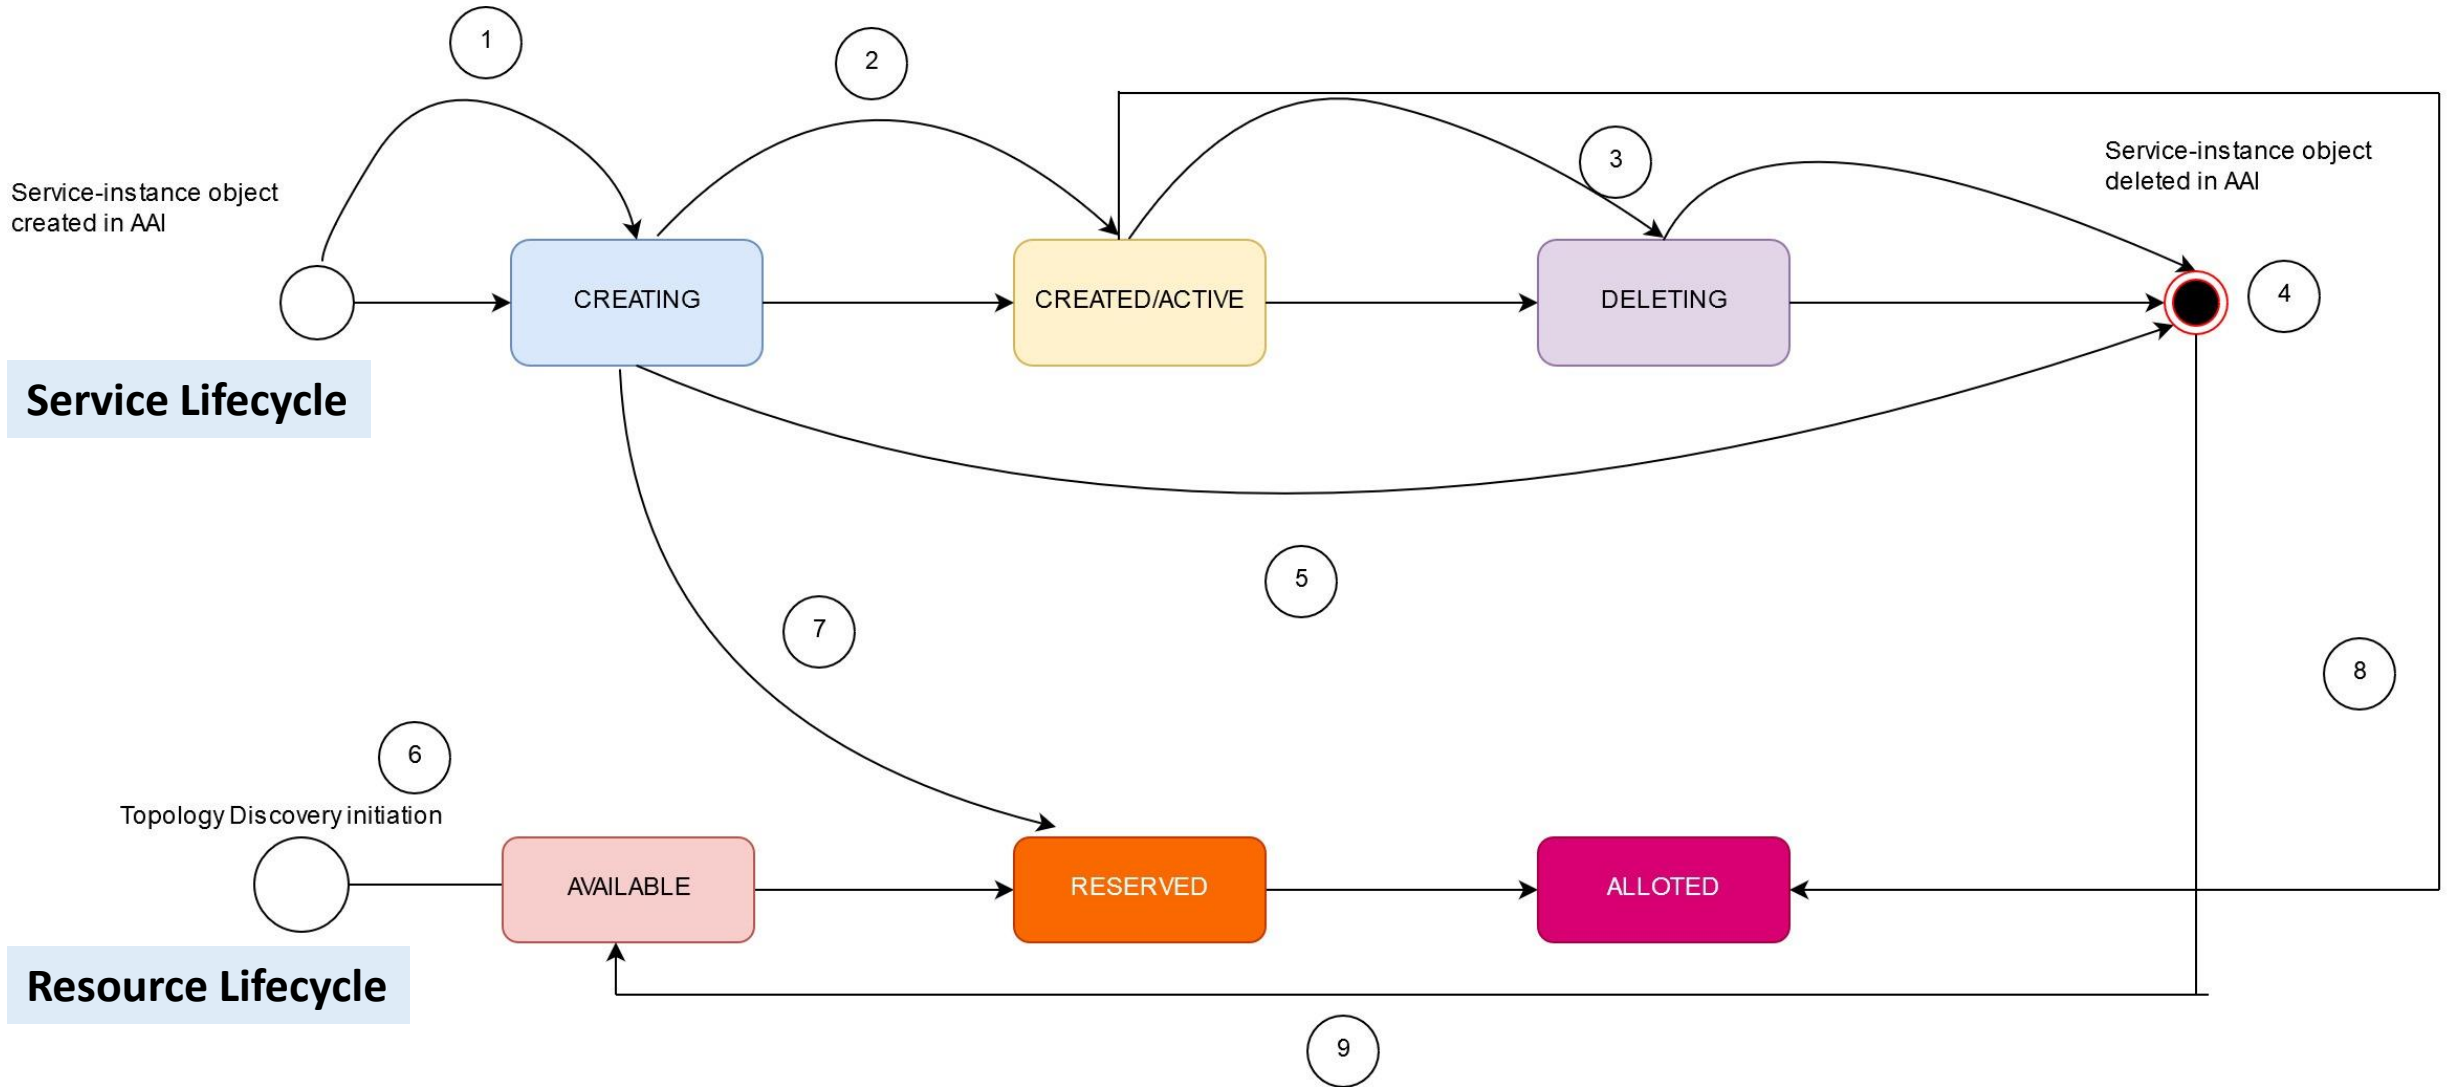 1
2
3
Service-instance object
deleted in AAI
Service-instance object
created in AAI
CREATING
CREATED/ACTIVE
DELETING
4
Service Lifecycle
5
7
8
6
Topology Discovery initiation
AVAILABLE
RESERVED
ALLOTED
Resource Lifecycle
9